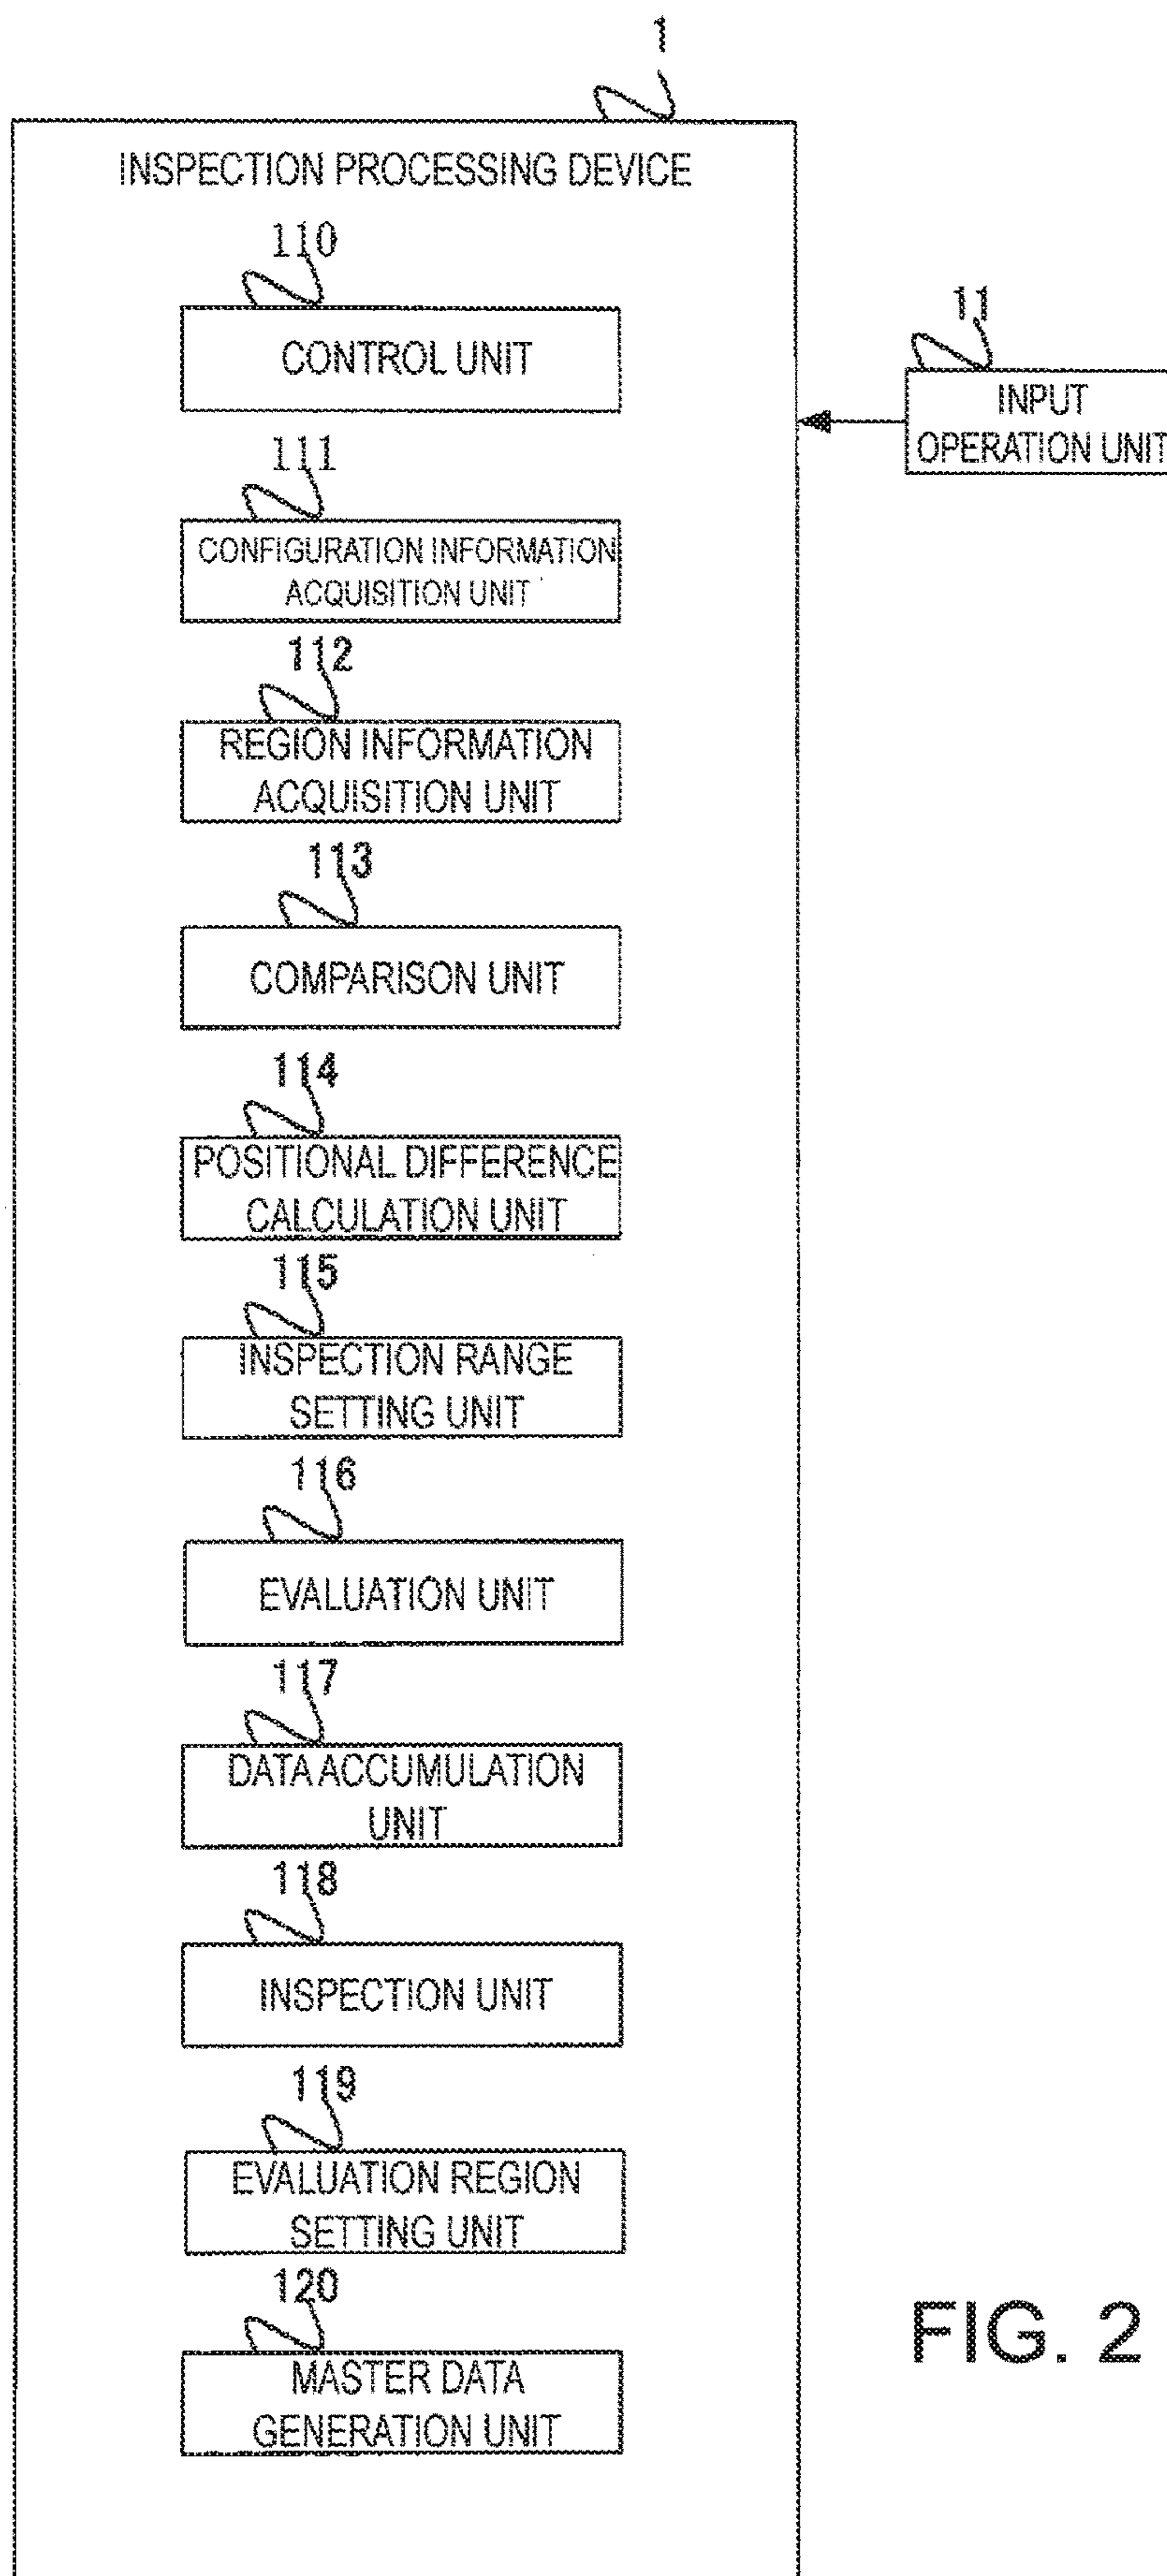 1
INSPECTION PROCESSING DEVICE
110
CONTROL UNIT
11
INPUT
OPERATION UNIT
111
CONFIGURATION INFORMATION
ACQUISITION UNIT
112
REGION INFORMATION
ACQUISITION UNIT
113
COMPARISON UNIT
114
POSITIONAL DIFFERENCE
CALCULATION UNIT
115
INSPECTION RANGE
SETTING UNIT
116
EVALUATION UNIT
117
DATA ACCUMULATION
UNIT
118
INSPECTION UNIT
119
EVALUATION REGION
SETTING UNIT
120
MASTER DATA
GENERATION UNIT
FIG. 2